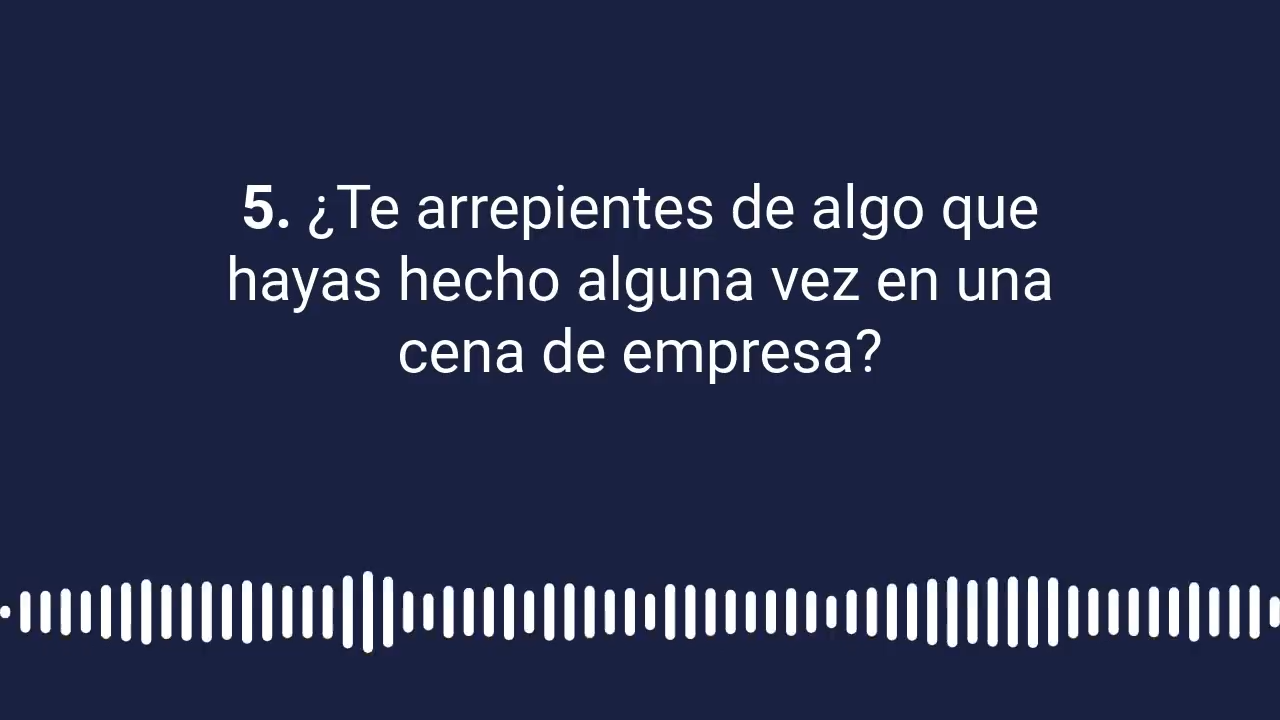 5. ¿Te arrepientes de algo que
hayas hecho alguna vez en una
cena de empresa?